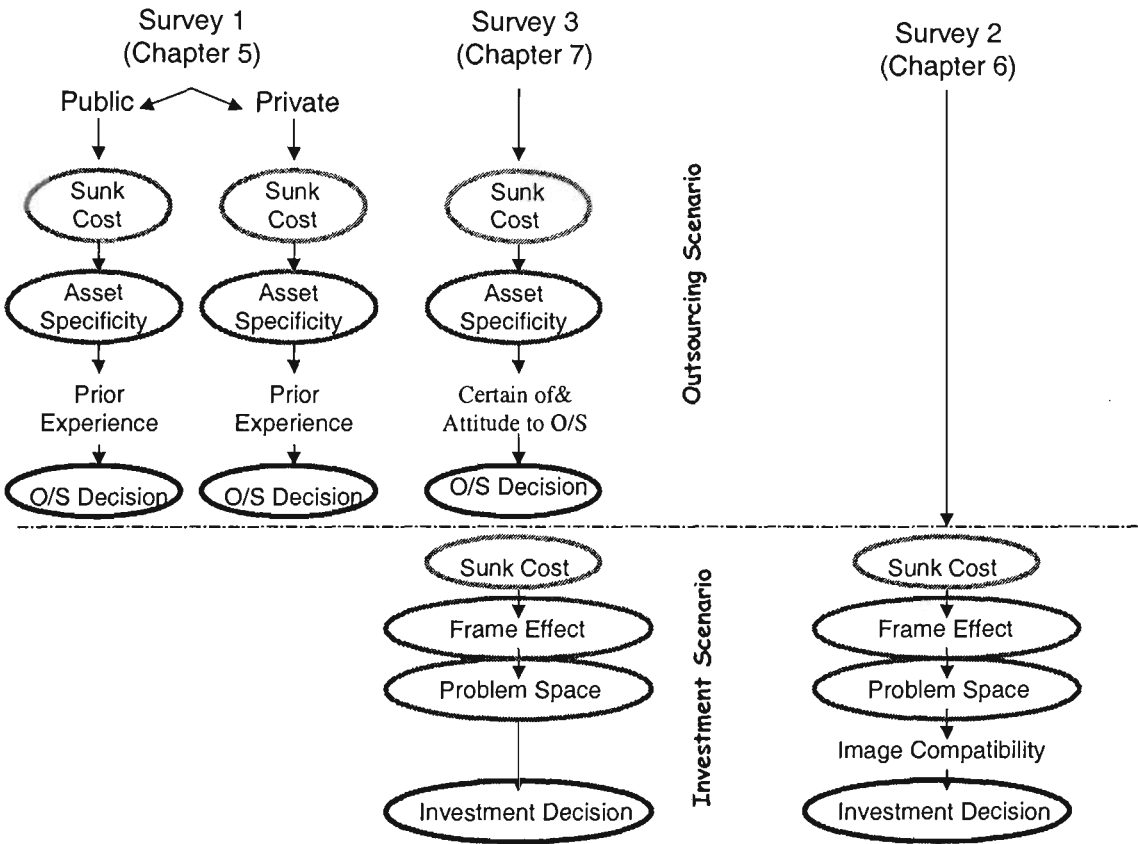 Survey 1
(Chapter 5)
Survey 3
(Chapter 7)
Survey 2
(Chapter 6)
Public
Private
Sunk
Cost
Sunk
Cost
Sunk
Cost
Asset
Specificity
Asset
Specificity
Asset
Specificity
Prior
Experience
Prior
Experience
Certain of&
Attitude to O/S
O/S Decision
O/S Decision
O/S Decision
Outsourcing Scenario
Sunk Cost
Sunk Cost
Frame Effect
Frame Effect
Problem Space
Problem Space
Image Compatibility
Investment Decision
Investment Decision
Investment Scenario